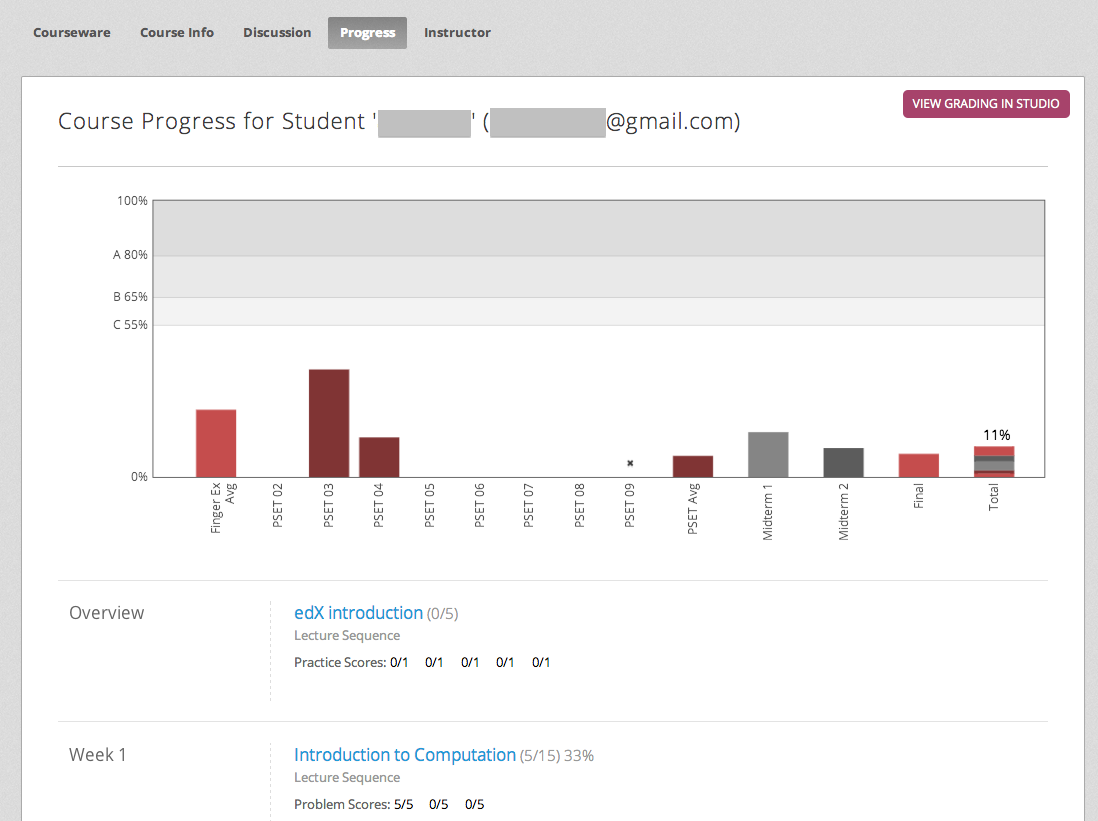 Courseware Course Info Discussion Progress Instructor
VIEW GRADING IN STUDIO
Course Progress for Student ' ' ( @gmail.com)
100%
A 80%
B 65%
C 55%
0%
11%
Finger Ex
Avg
PSET 02
PSET 03
PSET 04
PSET 05
PSET 06
PSET 07
PSET 08
PSET 09
PSET Avg
Midterm 1
Midterm 2
Final
Total
Overview
edX introduction (0/5)
Lecture Sequence
Practice Scores: 0/1 0/1 0/1 0/1 0/1
Week 1
Introduction to Computation (5/15) 33%
Lecture Sequence
Problem Scores: 5/5 0/5 0/5